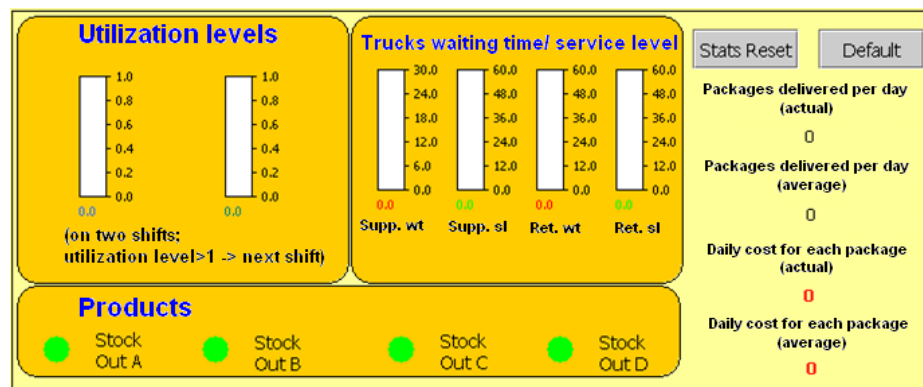 Utilization levels
1.0
0.8
0.6
0.4
0.2
0.0
0.0
1.0
0.8
0.6
0.4
0.2
0.0
0.0
(on two shifts;
utilization level>1 -> next shift)
Trucks waiting time/ service level
30.0
24.0
18.0
12.0
6.0
0.0
0.0
Supp. wt
60.0
48.0
36.0
24.0
12.0
0.0
0.0
Supp. sl
60.0
48.0
36.0
24.0
12.0
0.0
0.0
Ret. wt
60.0
48.0
36.0
24.0
12.0
0.0
0.0
Ret. sl
Stats Reset
Default
Packages delivered per day
(actual)
0
Packages delivered per day
(average)
0
Daily cost for each package
(actual)
0
Daily cost for each package
(average)
0
Products
Stock
Out A
Stock
Out B
Stock
Out C
Stock
Out D